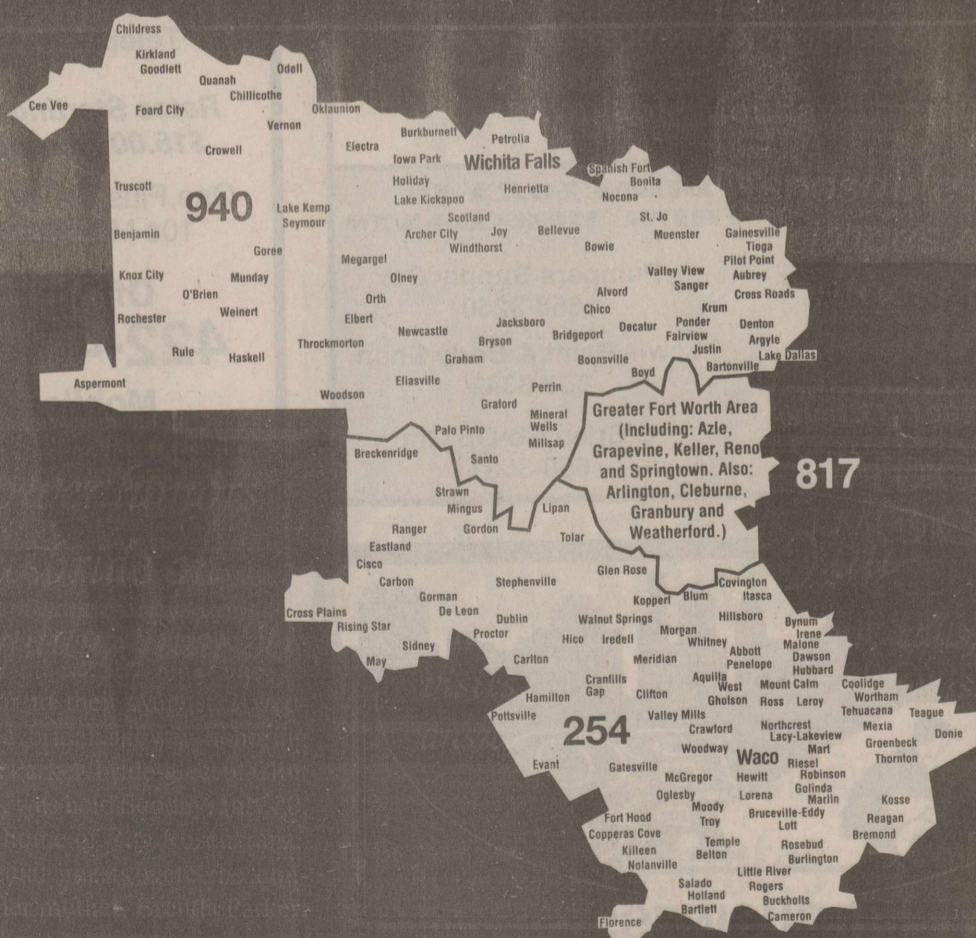 Childress
Kirkland
Goodlett
Odell
Quanah
Chillicothe
Cee Vee
Foard City
Oklaunion
Vernon
Burkburnett
Petrolia
Electra
Crowell
Iowa Park
Wichita Falls
Spanish Fort
Holiday
Bonita
Truscott
Henrietta
Nocona
Lake Kickapoo
940
Lake Kemp
Seymour
Scotland
St. Jo
Benjamin
Archer City
Joy
Bellevue
Muenster
Gainesville
Windthorst
Bowie
Tioga
Goree
Megargel
Pilot Point
Knox City
Munday
Olney
Valley View
Aubrey
Sanger
O'Brien
Orth
Alvord
Cross Roads
Rochester
Weinert
Elbert
Chico
Krum
Newcastle
Jacksboro
Decatur
Ponder
Denton
Throckmorton
Bryson
Bridgeport
Fairview
Argyle
Rule
Haskell
Graham
Boonsville
Justin
Lake Dallas
Boyd
Bartonville
Aspermont
Eliasville
Perrin
Woodson
Graford
Mineral
Wells
Millsap
Palo Pinto
Greater Fort Worth Area
(Including: Azle,
Grapevine, Keller, Reno
and Springtown. Also:
Arlington, Cleburne,
Granbury and
Weatherford.)
817
Breckenridge
Santo
Strawn
Mingus
Lipan
Ranger
Gordon
Tolar
Eastland
Cisco
Glen Rose
Carbon
Stephenville
Covington
Gorman
Kopperl
Blum
Itasca
Cross Plains
De Leon
Dublin
Walnut Springs
Hillsboro
Bynum
Rising Star
Proctor
Morgan
Irene
Hico
Iredell
Whitney
Malone
Sidney
Abbott
Dawson
May
Carlton
Meridian
Penelope
Hubbard
Cranfills
Gap
Aquilla
West
Mount Calm
Coolidge
Hamilton
Clifton
Gholson
Ross
Leroy
Wortham
Pottsville
Valley Mills
Tehuacana
Teague
254
Crawford
Northcrest
Mexia
Lacy-Lakeview
Donie
Woodway
Waco
Mart
Groenbeck
Evant
Gatesville
Riesel
Thornton
McGregor
Hewitt
Robinson
Oglesby
Lorena
Golinda
Moody
Marlin
Kosse
Fort Hood
Troy
Bruceville-Eddy
Lott
Reagan
Copperas Cove
Bremond
Killeen
Temple
Rosebud
Nolanville
Belton
Burlington
Little River
Salado
Rogers
Holland
Buckholts
Bartlett
Cameron
Florence